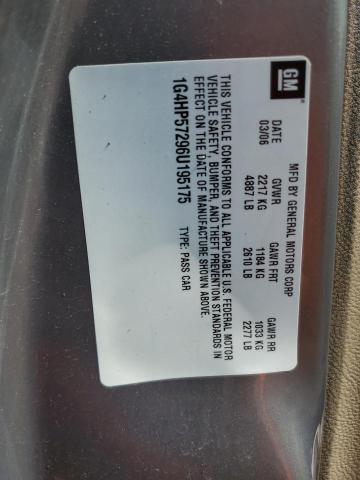 GM
MFD BY GENERAL MOTORS CORP
DATE GVWR GAWR FRT GAWR RR
03/06 2217 KG 1184 KG 1033 KG
4887 LB 2610 LB 2277 LB
THIS VEHICLE CONFORMS TO ALL APPLICABLE U.S. FEDERAL MOTOR
VEHICLE SAFETY, BUMPER, AND THEFT PREVENTION STANDARDS IN
EFFECT ON THE DATE OF MANUFACTURE SHOWN ABOVE.
1G4HP57296U195175 TYPE: PASS CAR